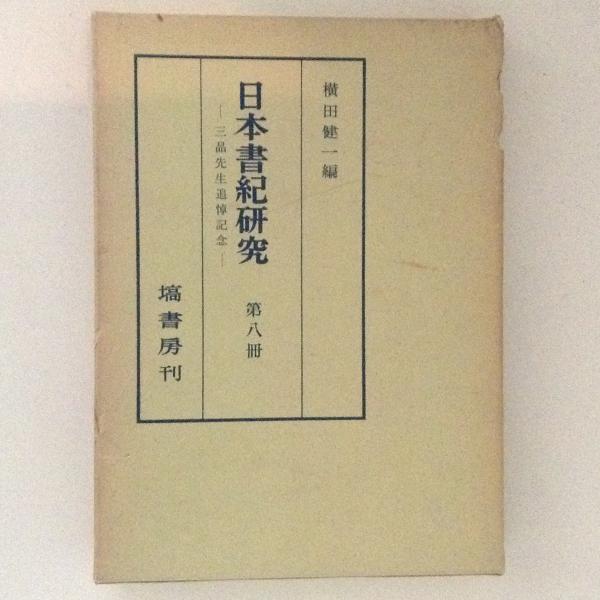 横田健一編
日本書紀研究 第八冊
―三品先生追悼記念―
塙書房刊